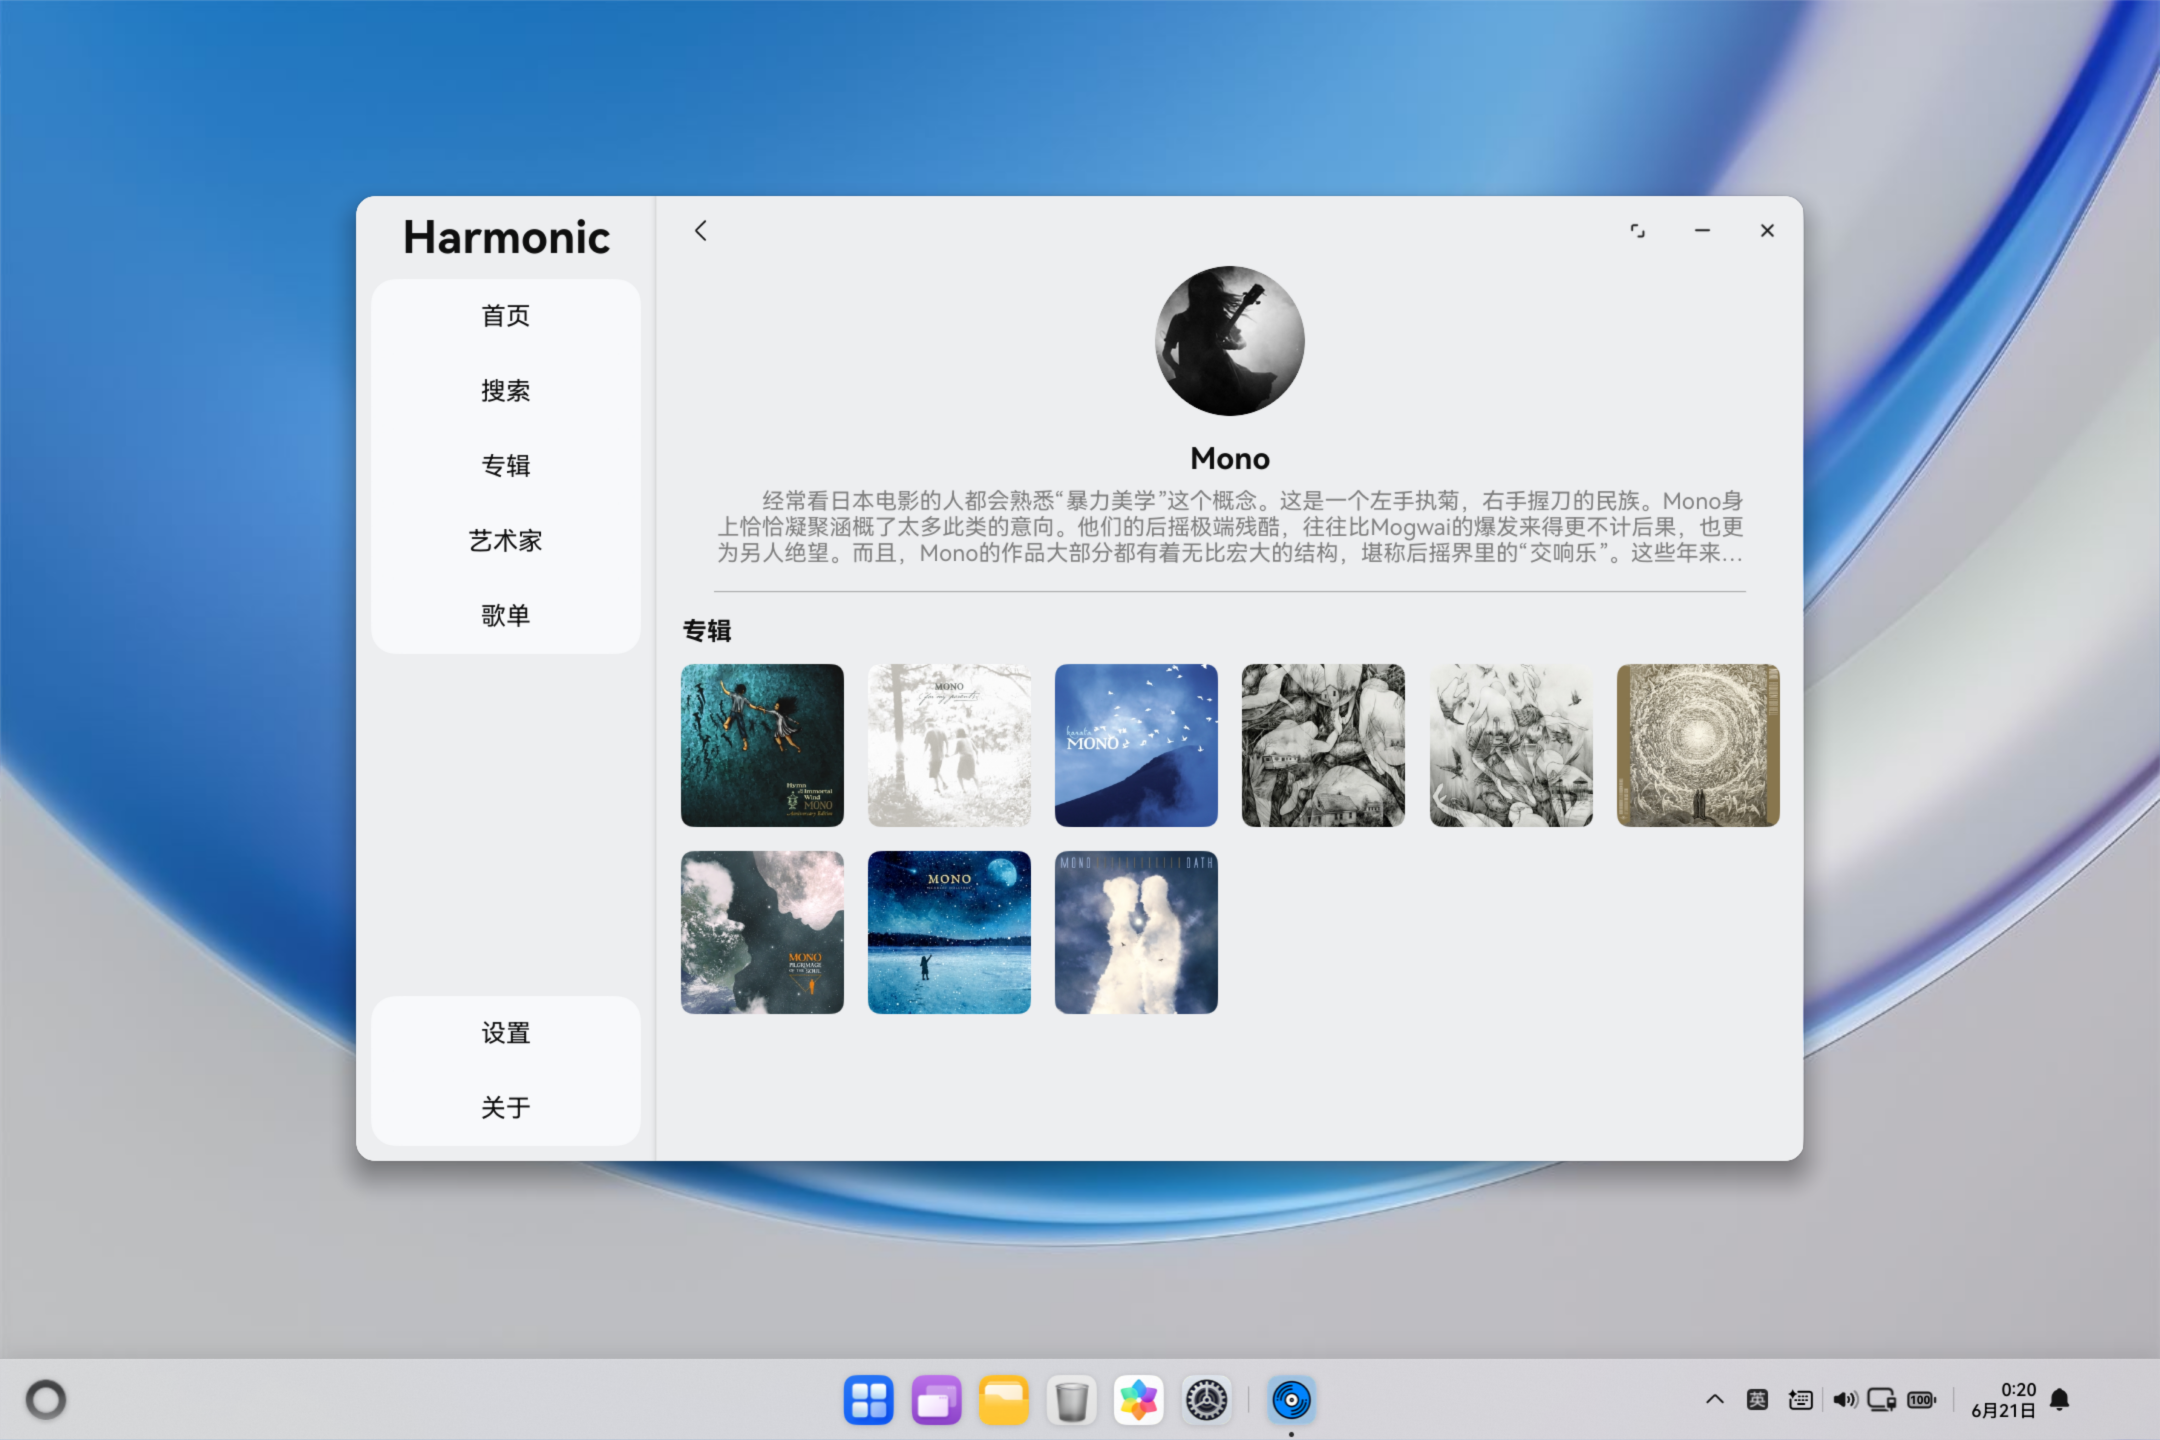 Harmonic
首页
搜索
专辑
艺术家
歌单
设置
关于
Mono
经常看日本电影的人都会熟悉“暴力美学”这个概念。这是一个左手执菊，右手握刀的民族。Mono身
上恰恰凝聚涵概了太多此类的意向。他们的后摇极端残酷，往往比Mogwai的爆发来得更不计后果，也更
为另人绝望。而且，Mono的作品大部分都有着无比宏大的结构，堪称后摇界里的“交响乐”。这些年来…
专辑
Hymn
Immortal
Wind
MONO
Anniversary Edition
MONO
MONO
MONO
PILGRIMAGE
OF THE SOUL
MONO
MONO
OATH
英
100
0:20
6月21日